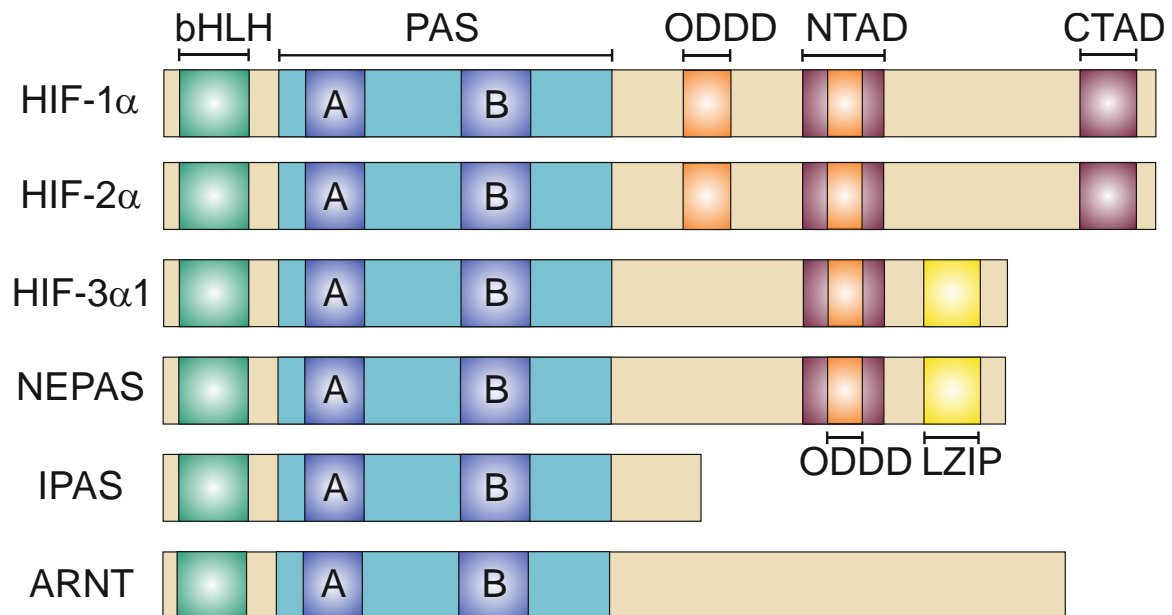 bHLH PAS ODDD NTAD CTAD
HIF-1α A B
HIF-2α A B
HIF-3α1 A B
NEPAS A B
ODDD LZIP
IPAS A B
ARNT A B